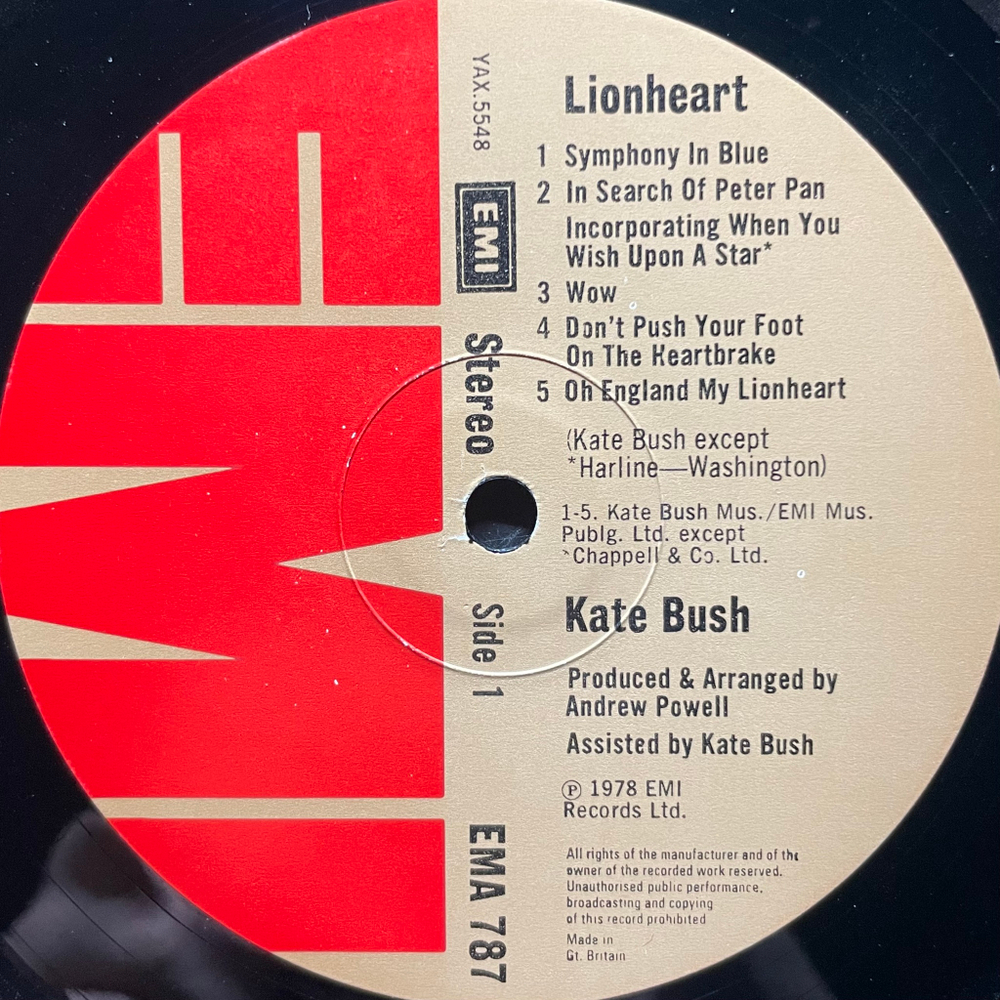 YAX.5548
EMI
Stereo
Side 1
EMA 787
EMI
Lionheart
1 Symphony In Blue
2 In Search Of Peter Pan
Incorporating When You
Wish Upon A Star*
3 Wow
4 Don't Push Your Foot
On The Heartbrake
5 Oh England My Lionheart
(Kate Bush except
*Harline—Washington)
1-5. Kate Bush Mus./EMI Mus.
Publg. Ltd. except
*Chappell & Co. Ltd.
Kate Bush
Produced & Arranged by
Andrew Powell
Assisted by Kate Bush
℗ 1978 EMI
Records Ltd.
All rights of the manufacturer and of the
owner of the recorded work reserved.
Unauthorised public performance,
broadcasting and copying
of this record prohibited
Made in
Gt. Britain